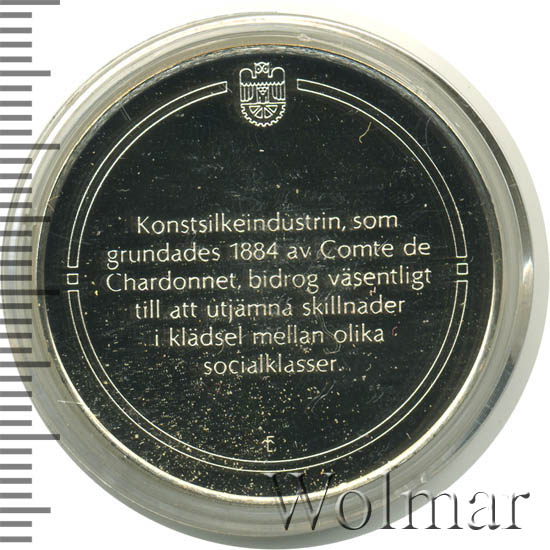 Konstsilkeindustrin, som
grundades 1884 av Comte de
Chardonnet, bidrog väsentligt
till att utjämna skillnader
i klädsel mellan olika
socialklasser.
Wolmar